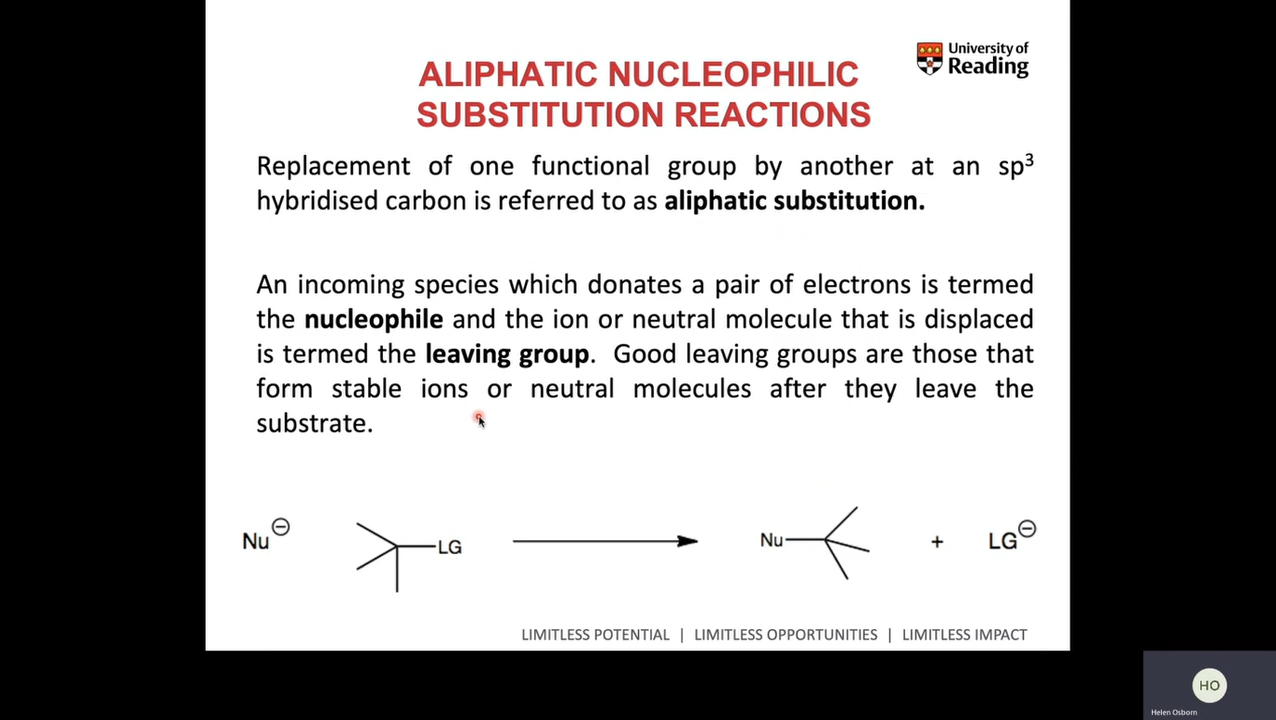 ALIPHATIC NUCLEOPHILIC
SUBSTITUTION REACTIONS
University of
Reading
Replacement of one functional group by another at an sp³
hybridised carbon is referred to as aliphatic substitution.
An incoming species which donates a pair of electrons is termed
the nucleophile and the ion or neutral molecule that is displaced
is termed the leaving group. Good leaving groups are those that
form stable ions or neutral molecules after they leave the
substrate.
Nu⊖ LG Nu + LG⊖
LIMITLESS POTENTIAL | LIMITLESS OPPORTUNITIES | LIMITLESS IMPACT
HO
Helen Osborn